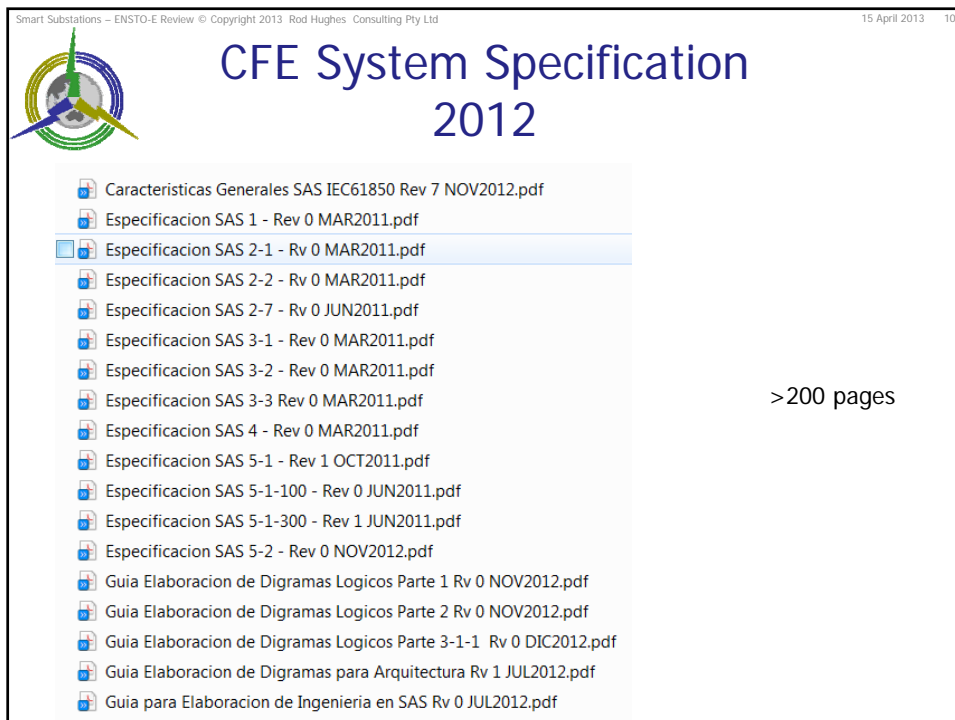 Smart Substations – ENSTO-E Review © Copyright 2013 Rod Hughes Consulting Pty Ltd
15 April 2013 10
CFE System Specification
2012
Caracteristicas Generales SAS IEC61850 Rev 7 NOV2012.pdf
Especificacion SAS 1 - Rev 0 MAR2011.pdf
Especificacion SAS 2-1 - Rv 0 MAR2011.pdf
Especificacion SAS 2-2 - Rv 0 MAR2011.pdf
Especificacion SAS 2-7 - Rv 0 JUN2011.pdf
Especificacion SAS 3-1 - Rev 0 MAR2011.pdf
Especificacion SAS 3-2 - Rev 0 MAR2011.pdf
Especificacion SAS 3-3 Rev 0 MAR2011.pdf
>200 pages
Especificacion SAS 4 - Rev 0 MAR2011.pdf
Especificacion SAS 5-1 - Rev 1 OCT2011.pdf
Especificacion SAS 5-1-100 - Rev 0 JUN2011.pdf
Especificacion SAS 5-1-300 - Rev 1 JUN2011.pdf
Especificacion SAS 5-2 - Rev 0 NOV2012.pdf
Guia Elaboracion de Digramas Logicos Parte 1 Rv 0 NOV2012.pdf
Guia Elaboracion de Digramas Logicos Parte 2 Rv 0 NOV2012.pdf
Guia Elaboracion de Digramas Logicos Parte 3-1-1 Rv 0 DIC2012.pdf
Guia Elaboracion de Digramas para Arquitectura Rv 1 JUL2012.pdf
Guia para Elaboracion de Ingenieria en SAS Rv 0 JUL2012.pdf